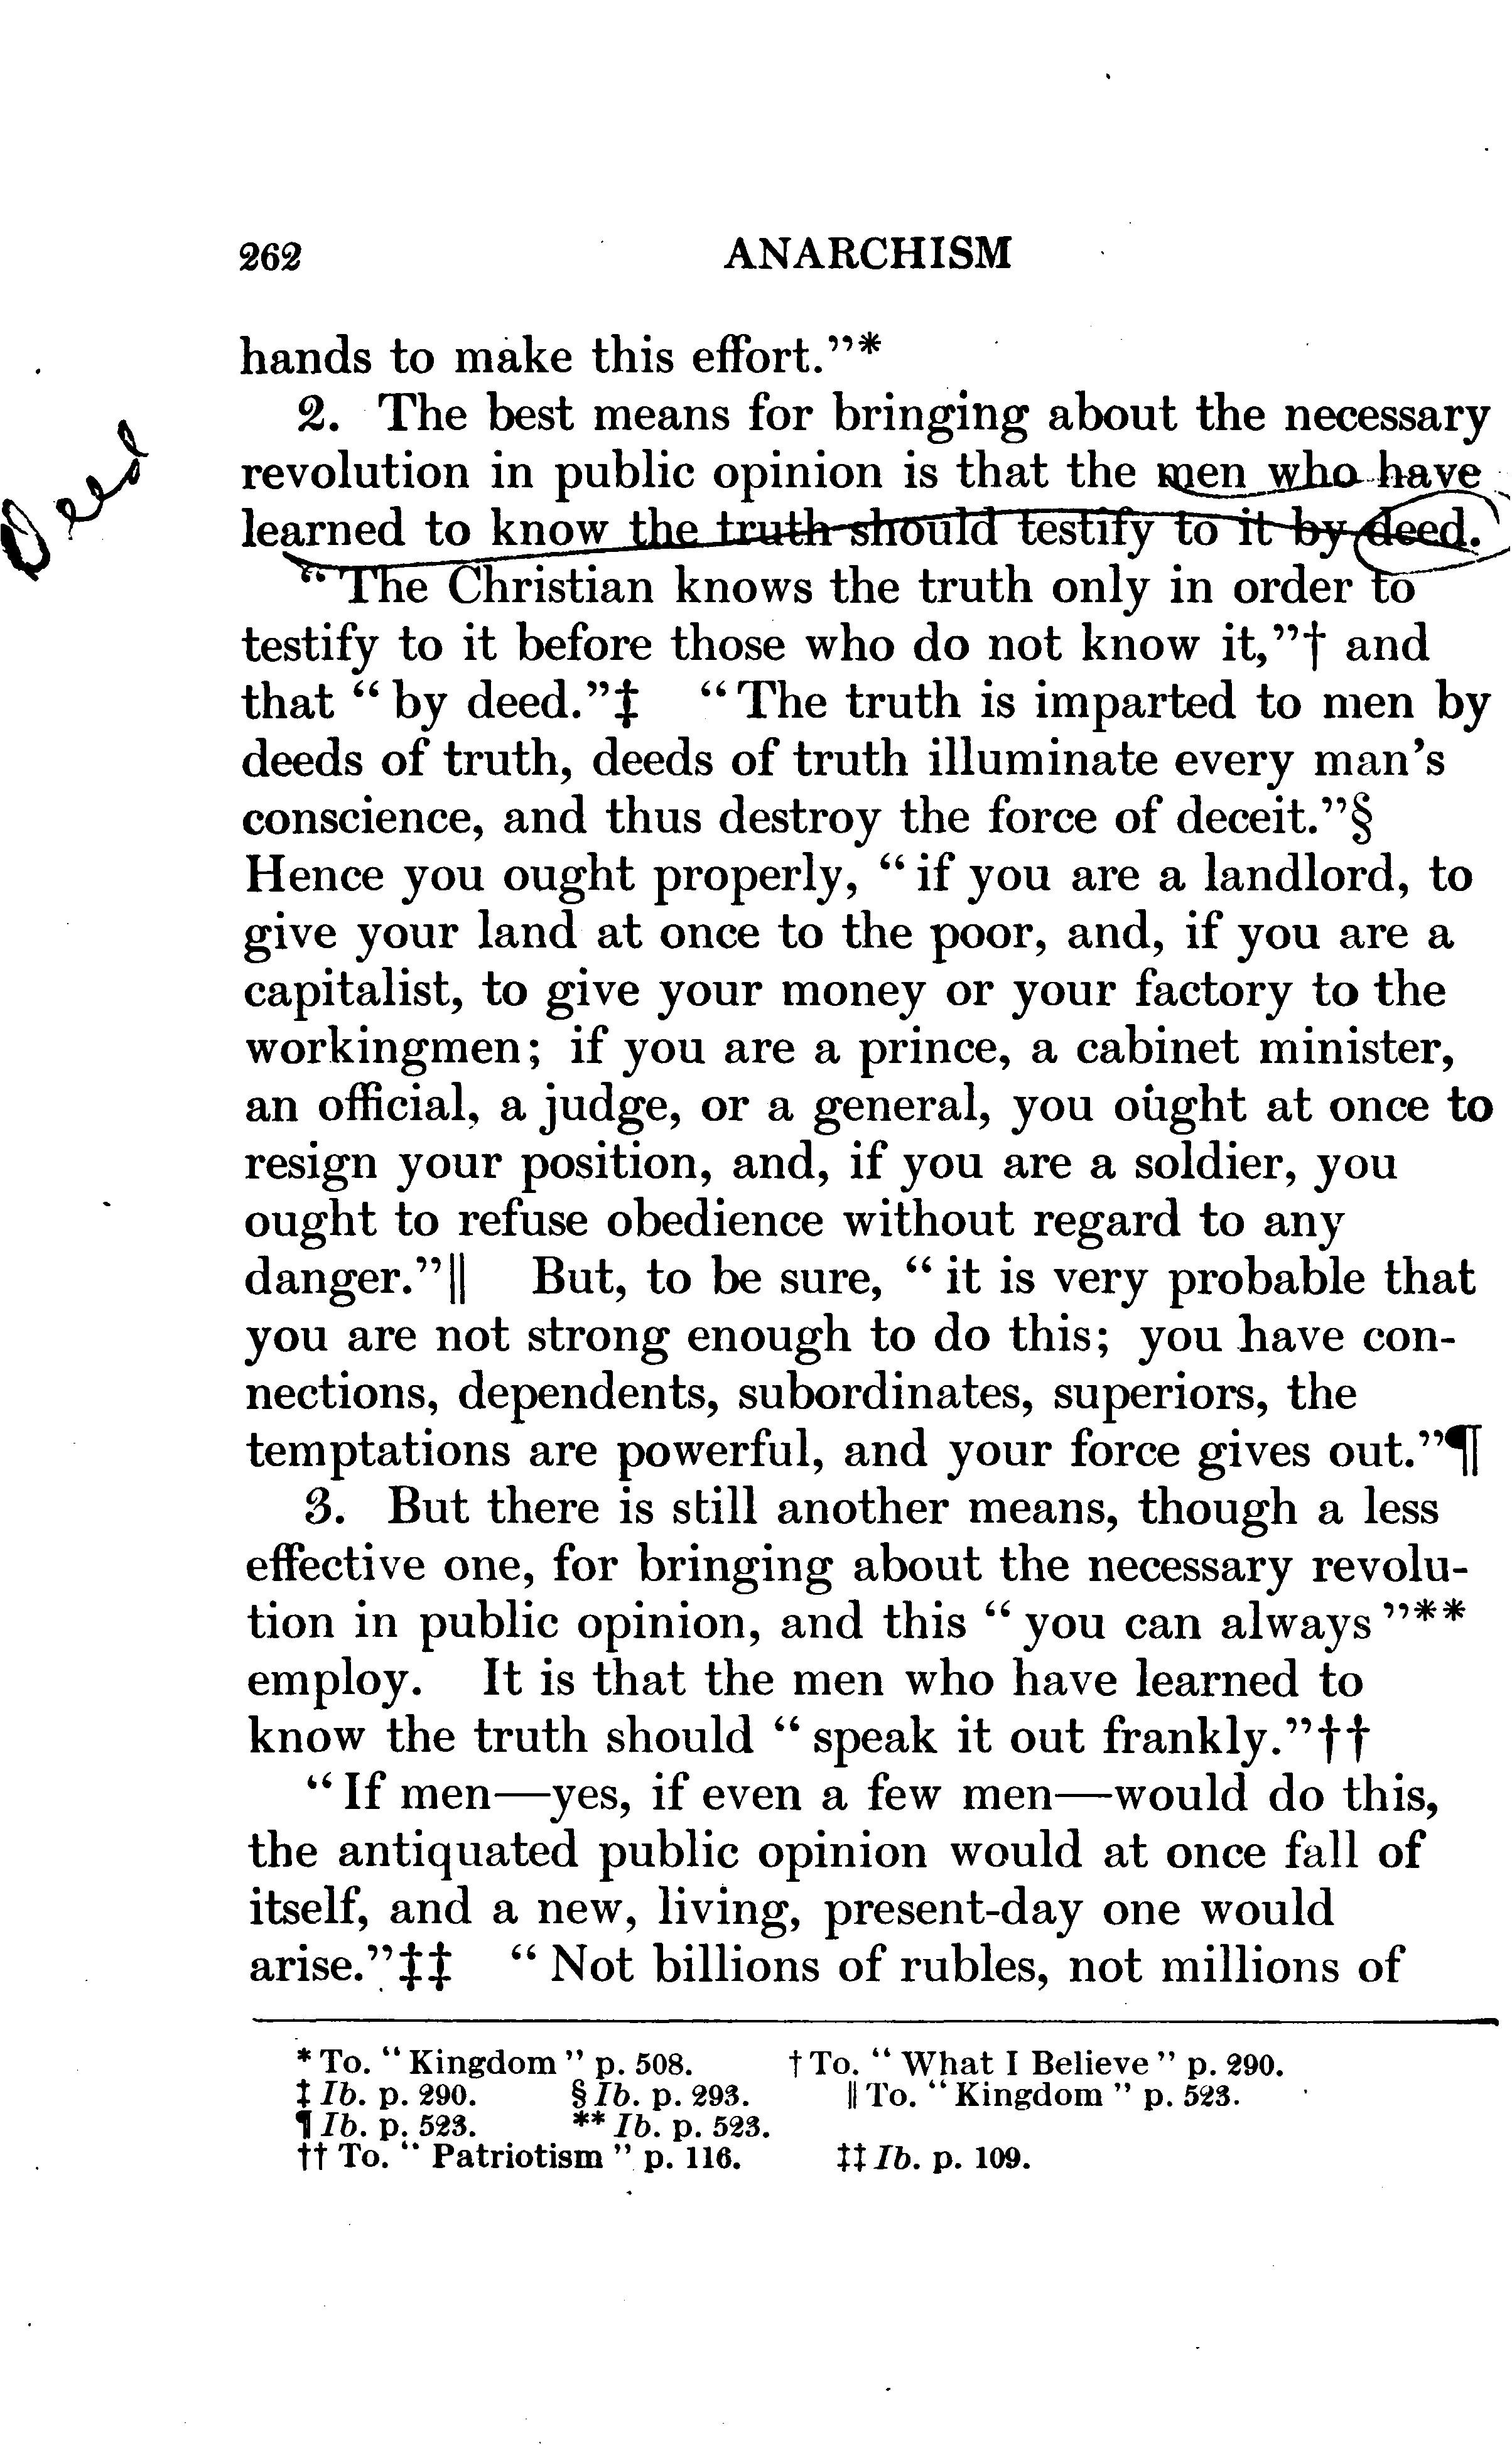 262 ANARCHISM
hands to make this effort."*
2. The best means for bringing about the necessary
revolution in public opinion is that the men who have
Deed
learned to know the truth should testify to it by deed.
"The Christian knows the truth only in order to
testify to it before those who do not know it,"† and
that "by deed."‡ "The truth is imparted to men by
deeds of truth, deeds of truth illuminate every man's
conscience, and thus destroy the force of deceit."§
Hence you ought properly, "if you are a landlord, to
give your land at once to the poor, and, if you are a
capitalist, to give your money or your factory to the
workingmen; if you are a prince, a cabinet minister,
an official, a judge, or a general, you ought at once to
resign your position, and, if you are a soldier, you
ought to refuse obedience without regard to any
danger."‖ But, to be sure, "it is very probable that
you are not strong enough to do this; you have con-
nections, dependents, subordinates, superiors, the
temptations are powerful, and your force gives out."¶
3. But there is still another means, though a less
effective one, for bringing about the necessary revolu-
tion in public opinion, and this "you can always"**
employ. It is that the men who have learned to
know the truth should "speak it out frankly."††
"If men—yes, if even a few men—would do this,
the antiquated public opinion would at once fall of
itself, and a new, living, present-day one would
arise."‡‡ "Not billions of rubles, not millions of
* To. "Kingdom" p. 508. † To. "What I Believe" p. 290.
‡ Ib. p. 290. § Ib. p. 293. ‖ To. "Kingdom" p. 523.
¶ Ib. p. 523. ** Ib. p. 523.
†† To. "Patriotism" p. 116. ‡‡ Ib. p. 109.